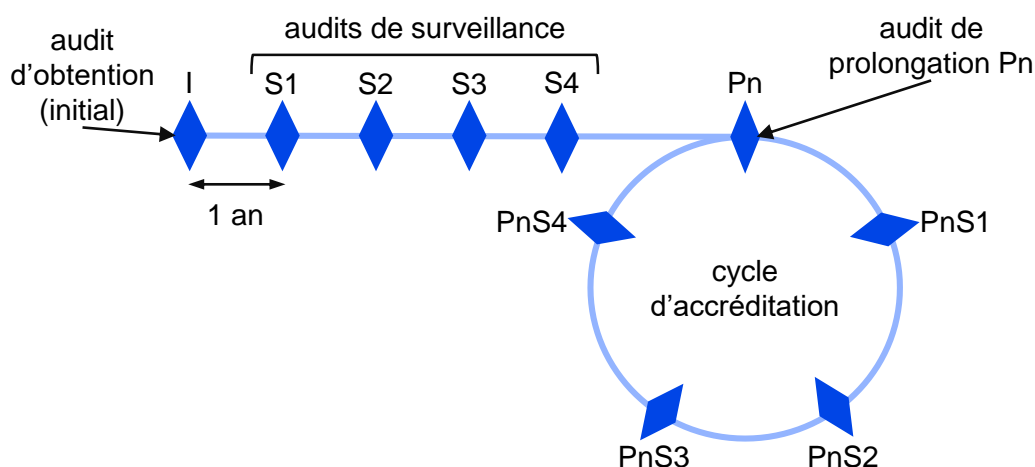 audit
d'obtention
(initial)
audits de surveillance
audit de
prolongation Pn
I
S1
S2
S3
S4
Pn
1 an
PnS4
PnS1
cycle
d'accréditation
PnS3
PnS2